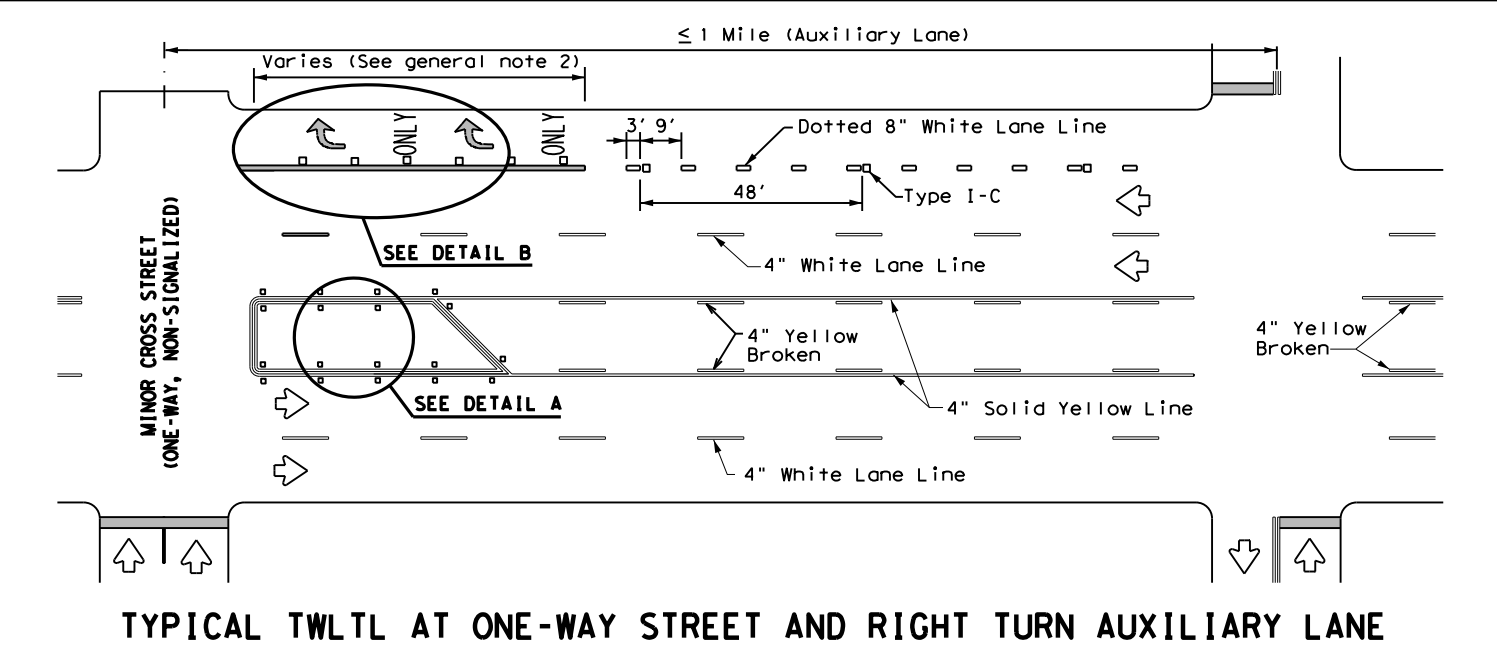 ≤ 1 Mile (Auxiliary Lane)
Varies (See general note 2)
ONLY
ONLY
3' 9'
Dotted 8" White Lane Line
48'
Type I-C
SEE DETAIL B
4" White Lane Line
MINOR CROSS STREET
(ONE-WAY, NON-SIGNALIZED)
4" Yellow
Broken
4" Yellow
Broken
SEE DETAIL A
4" Solid Yellow Line
4" White Lane Line
TYPICAL TWLTL AT ONE-WAY STREET AND RIGHT TURN AUXILIARY LANE